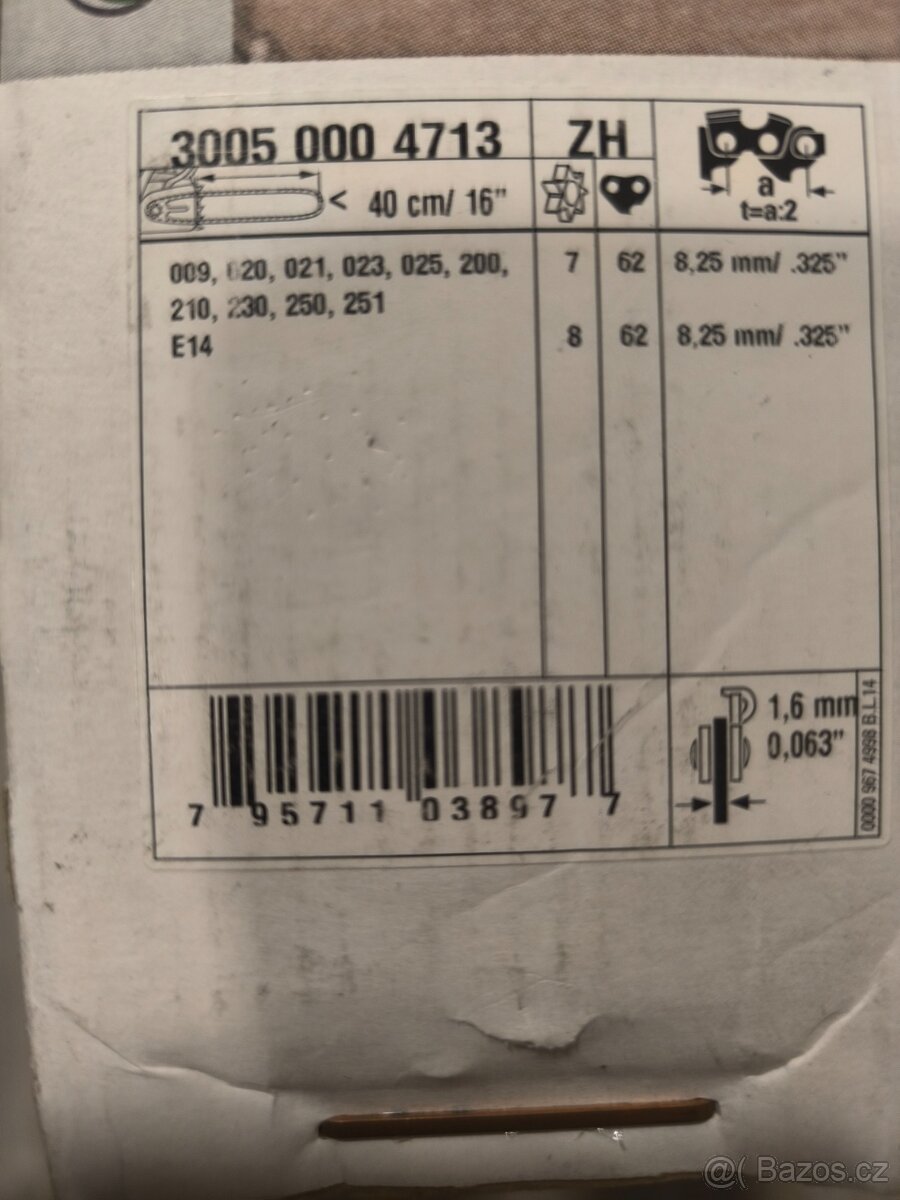 3005 000 4713 ZH
< 40 cm/ 16"
a
t=a:2
009, 020, 021, 023, 025, 200, 7 62 8,25 mm/ .325"
210, 230, 250, 251
E14 8 62 8,25 mm/ .325"
7 95711 03897 7
1,6 mm
0,063"
0000 967 4998 B.L.14
@( Bazos.cz